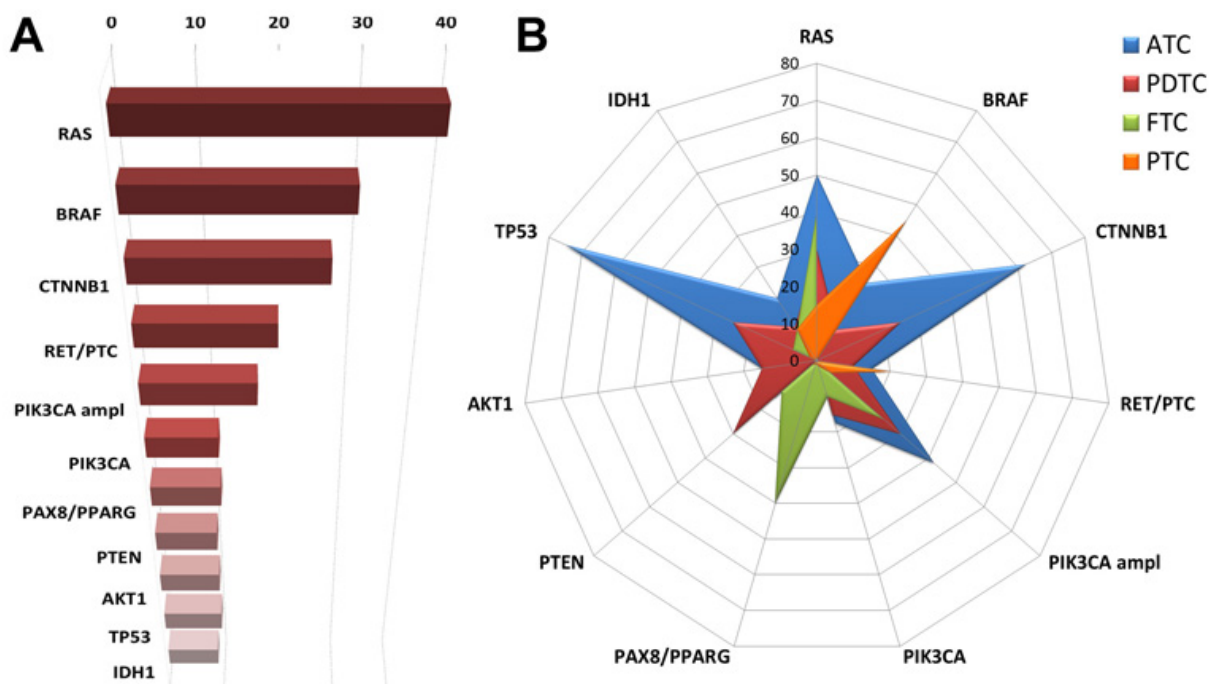 A
0 10 20 30 40
RAS
BRAF
CTNNB1
RET/PTC
PIK3CA ampl
PIK3CA
PAX8/PPARG
PTEN
AKT1
TP53
IDH1
B
RAS
BRAF
CTNNB1
RET/PTC
PIK3CA ampl
PIK3CA
PAX8/PPARG
PTEN
AKT1
TP53
IDH1
80
70
60
50
40
30
20
10
0
ATC
PDTC
FTC
PTC